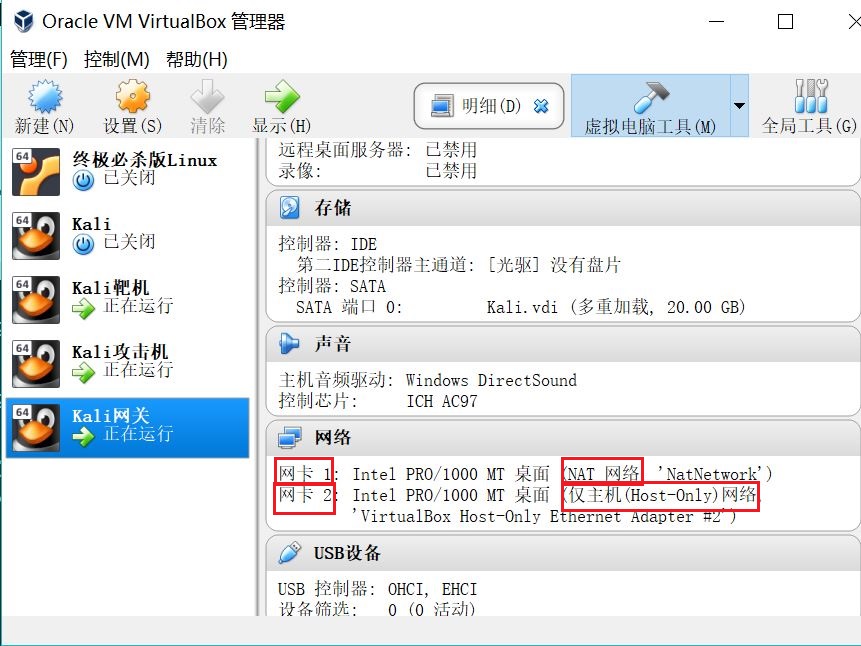 Oracle VM VirtualBox 管理器
管理(F) 控制(M) 帮助(H)
新建(N) 设置(S) 清除 显示(H) 明细(D) 虚拟电脑工具(M) 全局工具(G)
64 终极必杀版Linux
已关闭
64 Kali
已关闭
64 Kali靶机
正在运行
64 Kali攻击机
正在运行
64 Kali网关
正在运行
远程桌面服务器: 已禁用
录像: 已禁用
存储
控制器: IDE
第二IDE控制器主通道: [光驱] 没有盘片
控制器: SATA
SATA 端口 0: Kali.vdi (多重加载, 20.00 GB)
声音
主机音频驱动: Windows DirectSound
控制芯片: ICH AC97
网络
网卡 1: Intel PRO/1000 MT 桌面 (NAT 网络, 'NatNetwork')
网卡 2: Intel PRO/1000 MT 桌面 (仅主机(Host-Only)网络,
'VirtualBox Host-Only Ethernet Adapter #2')
USB设备
USB 控制器: OHCI, EHCI
设备筛选: 0 (0 活动)